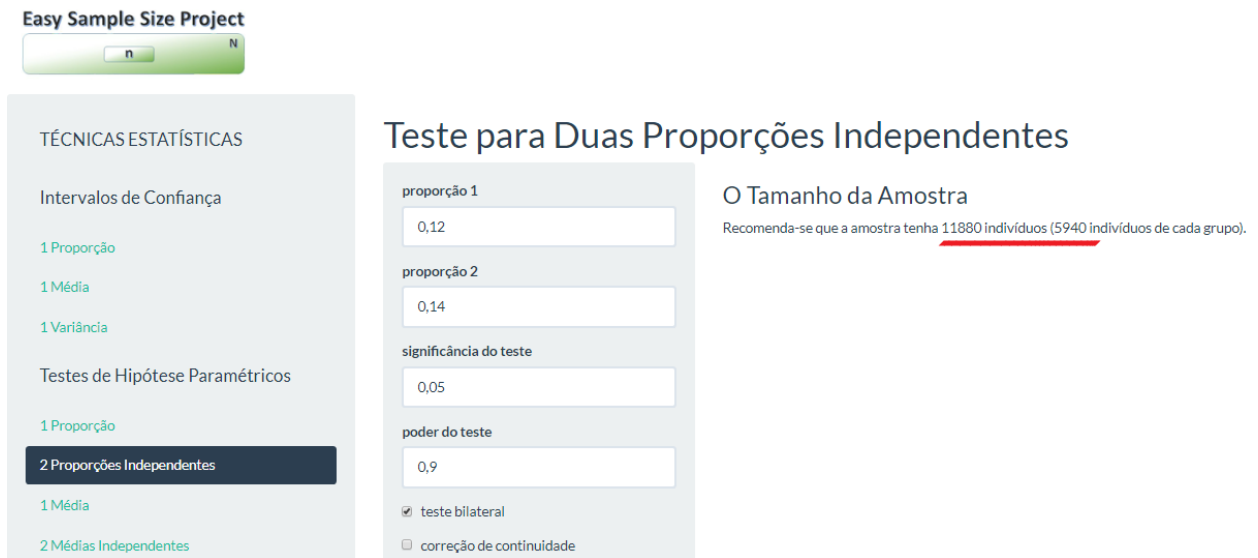 Easy Sample Size Project
n
N
TÉCNICAS ESTATÍSTICAS
Intervalos de Confiança
1 Proporção
1 Média
1 Variância
Testes de Hipótese Paramétricos
1 Proporção
2 Proporções Independentes
1 Média
2 Médias Independentes
Teste para Duas Proporções Independentes
proporção 1
0,12
proporção 2
0,14
significância do teste
0,05
poder do teste
0,9
teste bilateral
correção de continuidade
O Tamanho da Amostra
Recomenda-se que a amostra tenha 11880 indivíduos (5940 indivíduos de cada grupo).